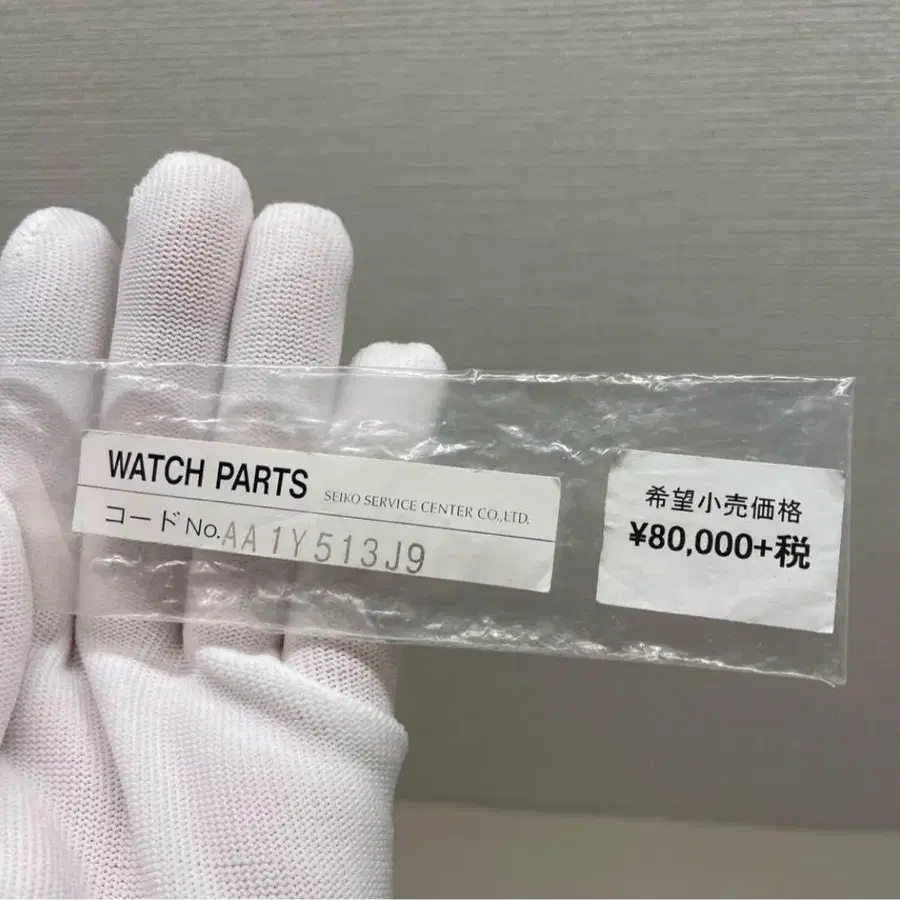 WATCH PARTS
SEIKO SERVICE CENTER CO.,LTD.
コードNo. AA1Y513J9
希望小売価格
¥80,000+税